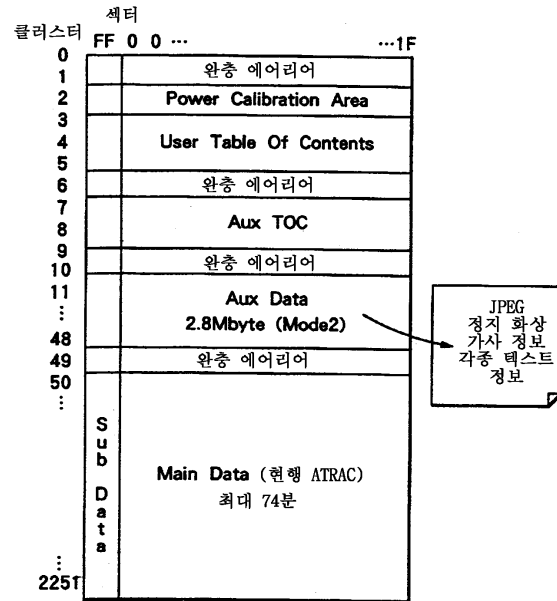 섹터
클러스터
FF 0 0 ··· ···1F
0
1
완충 에어리어
2
Power Calibration Area
3
4
User Table Of Contents
5
6
완충 에어리어
7
8
Aux TOC
9
10
완충 에어리어
11
Aux Data
2.8Mbyte (Mode2)
⋮
48
49
완충 에어리어
50
⋮
JPEG
정지 화상
가사 정보
각종 텍스트
정보
Sub Data
Main Data (현행 ATRAC)
최대 74분
⋮
2251